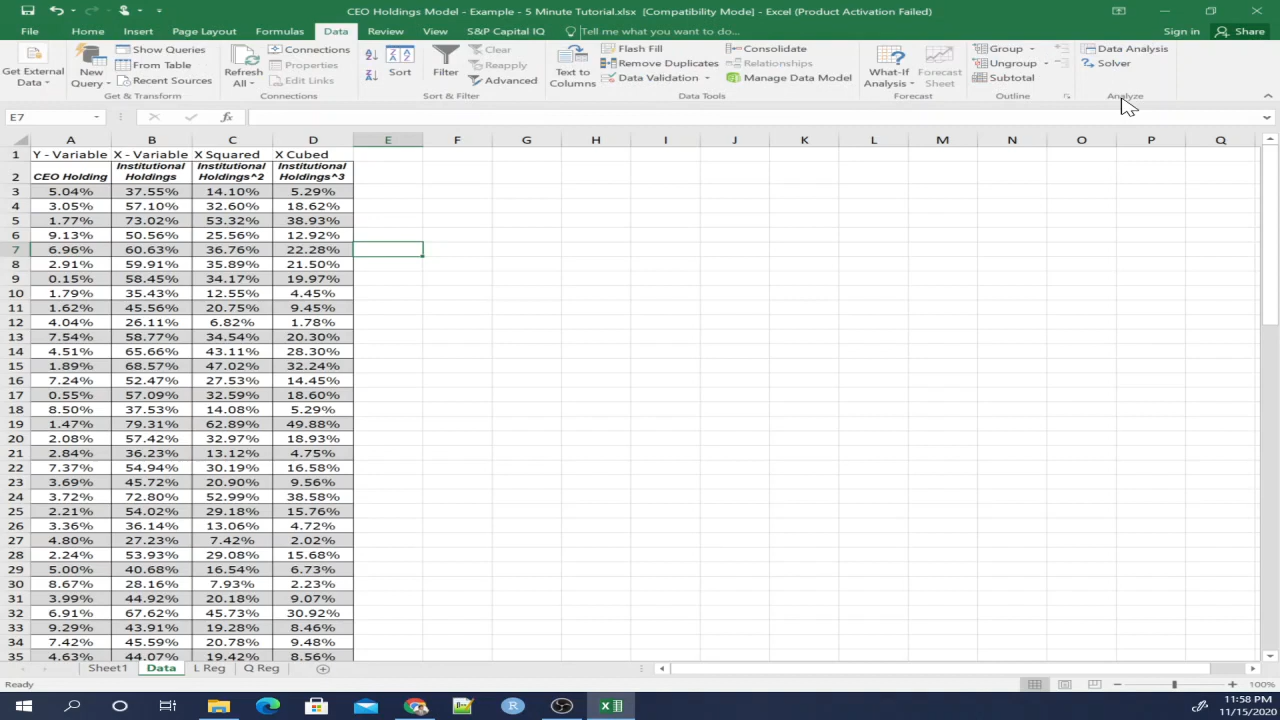 CEO Holdings Model - Example - 5 Minute Tutorial.xlsx [Compatibility Mode] - Excel (Product Activation Failed)
File Home Insert Page Layout Formulas Data Review View S&P Capital IQ Tell me what you want to do... Sign in Share
Get External Data
New Query
Show Queries
From Table
Recent Sources
Get & Transform
Refresh All
Connections
Properties
Edit Links
Connections
Sort
Filter
Clear
Reapply
Advanced
Sort & Filter
Text to Columns
Flash Fill
Remove Duplicates
Data Validation
Consolidate
Relationships
Manage Data Model
Data Tools
What-If Analysis
Forecast Sheet
Forecast
Group
Ungroup
Subtotal
Outline
Data Analysis
Solver
Analyze
E7 fx
A B C D E F G H I J K L M N O P Q
1 Y - Variable X - Variable X Squared X Cubed
2 CEO Holding Institutional Holdings Institutional Holdings^2 Institutional Holdings^3
3 5.04% 37.55% 14.10% 5.29%
4 3.05% 57.10% 32.60% 18.62%
5 1.77% 73.02% 53.32% 38.93%
6 9.13% 50.56% 25.56% 12.92%
7 6.96% 60.63% 36.76% 22.28%
8 2.91% 59.91% 35.89% 21.50%
9 0.15% 58.45% 34.17% 19.97%
10 1.79% 35.43% 12.55% 4.45%
11 1.62% 45.56% 20.75% 9.45%
12 4.04% 26.11% 6.82% 1.78%
13 7.54% 58.77% 34.54% 20.30%
14 4.51% 65.66% 43.11% 28.30%
15 1.89% 68.57% 47.02% 32.24%
16 7.24% 52.47% 27.53% 14.45%
17 0.55% 57.09% 32.59% 18.60%
18 8.50% 37.53% 14.08% 5.29%
19 1.47% 79.31% 62.89% 49.88%
20 2.08% 57.42% 32.97% 18.93%
21 2.84% 36.23% 13.12% 4.75%
22 7.37% 54.94% 30.19% 16.58%
23 3.69% 45.72% 20.90% 9.56%
24 3.72% 72.80% 52.99% 38.58%
25 2.21% 54.02% 29.18% 15.76%
26 3.36% 36.14% 13.06% 4.72%
27 4.80% 27.23% 7.42% 2.02%
28 2.24% 53.93% 29.08% 15.68%
29 5.00% 40.68% 16.54% 6.73%
30 8.67% 28.16% 7.93% 2.23%
31 3.99% 44.92% 20.18% 9.07%
32 6.91% 67.62% 45.73% 30.92%
33 9.29% 43.91% 19.28% 8.46%
34 7.42% 45.59% 20.78% 9.48%
35 4.63% 44.07% 19.42% 8.56%
Sheet1 Data L Reg Q Reg
Ready 100%
11:58 PM
11/15/2020